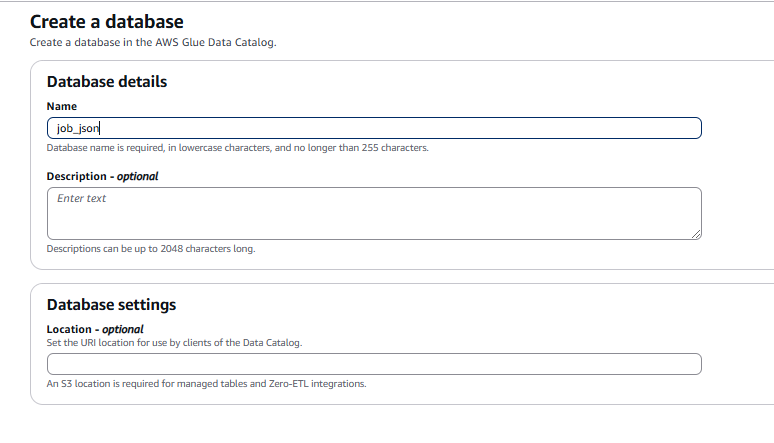 Create a database
Create a database in the AWS Glue Data Catalog.
Database details
Name
job_json
Database name is required, in lowercase characters, and no longer than 255 characters.
Description - optional
Enter text
Descriptions can be up to 2048 characters long.
Database settings
Location - optional
Set the URI location for use by clients of the Data Catalog.
An S3 location is required for managed tables and Zero-ETL integrations.